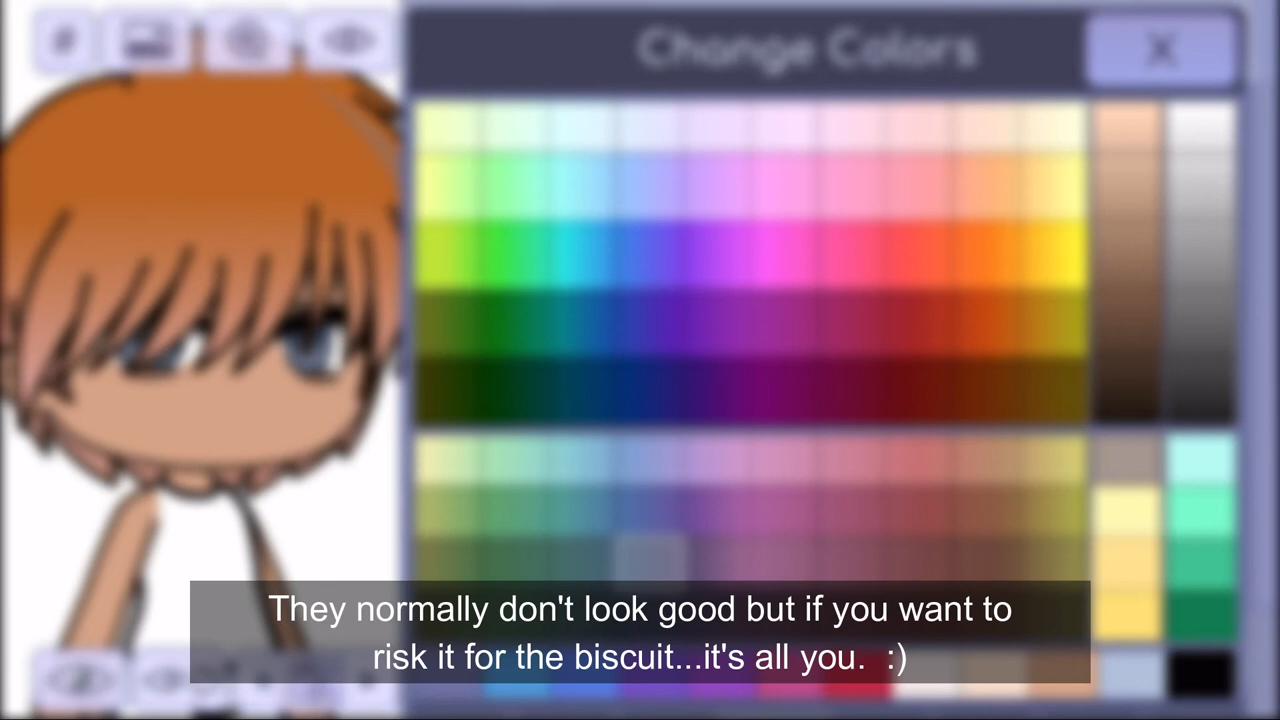 Change Colors
X
They normally don't look good but if you want to
risk it for the biscuit...it's all you.  :)